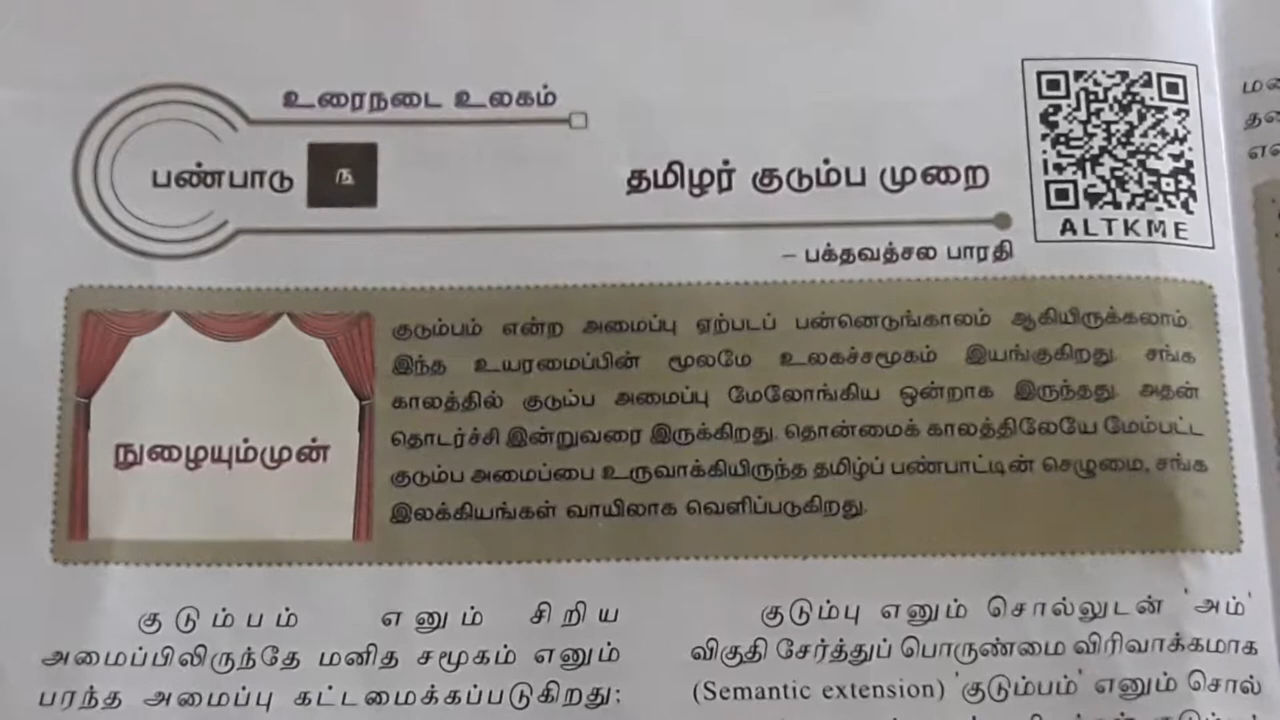 உரைநடை உலகம்
பண்பாடு
௩
தமிழர் குடும்ப முறை
ALTKME
– பக்தவத்சல பாரதி
நுழையும்முன்
குடும்பம் என்ற அமைப்பு ஏற்படப் பன்னெடுங்காலம் ஆகியிருக்கலாம்.
இந்த உயரமைப்பின் மூலமே உலகச்சமூகம் இயங்குகிறது. சங்க
காலத்தில் குடும்ப அமைப்பு மேலோங்கிய ஒன்றாக இருந்தது. அதன்
தொடர்ச்சி இன்றுவரை இருக்கிறது. தொன்மைக் காலத்திலேயே மேம்பட்ட
குடும்ப அமைப்பை உருவாக்கியிருந்த தமிழ்ப் பண்பாட்டின் செழுமை, சங்க
இலக்கியங்கள் வாயிலாக வெளிப்படுகிறது.
குடும்பம் எனும் சிறிய
அமைப்பிலிருந்தே மனித சமூகம் எனும்
பரந்த அமைப்பு கட்டமைக்கப்படுகிறது;
குடும்பு எனும் சொல்லுடன் 'அம்'
விகுதி சேர்த்துப் பொருண்மை விரிவாக்கமாக
(Semantic extension) 'குடும்பம்' எனும் சொல்